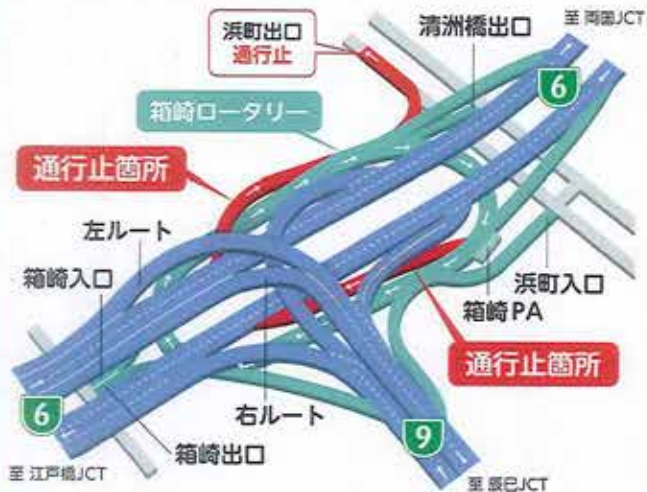 至 両国JCT
浜町出口
通行止
清洲橋出口
6
箱崎ロータリー
通行止箇所
左ルート
箱崎入口
浜町入口
箱崎PA
通行止箇所
6
右ルート
9
箱崎出口
至 江戸橋JCT
至 辰巳JCT